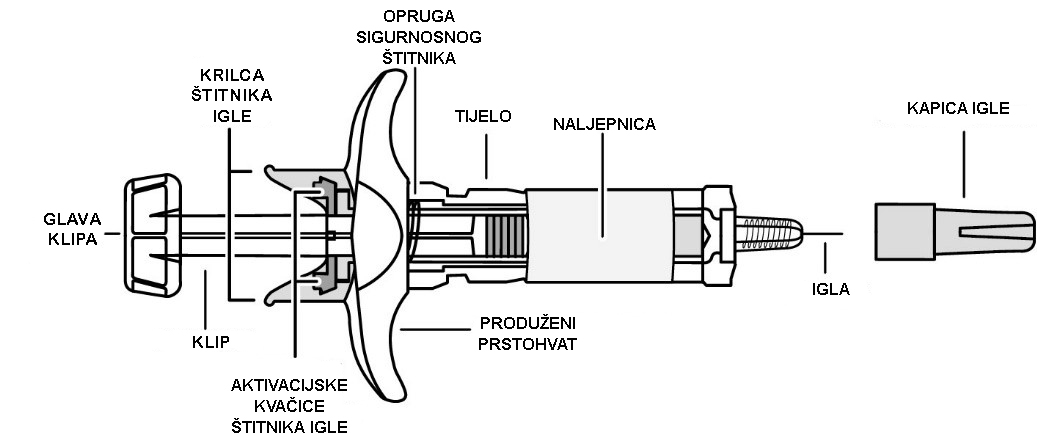 OPRUGA
SIGURNOSNOG
ŠTITNIKA
KRILCA
ŠTITNIKA
IGLE
TIJELO
NALJEPNICA
KAPICA IGLE
GLAVA
KLIPA
IGLA
KLIP
PRODUŽENI
PRSTOHVAT
AKTIVACIJSKE
KVAČICE
ŠTITNIKA IGLE